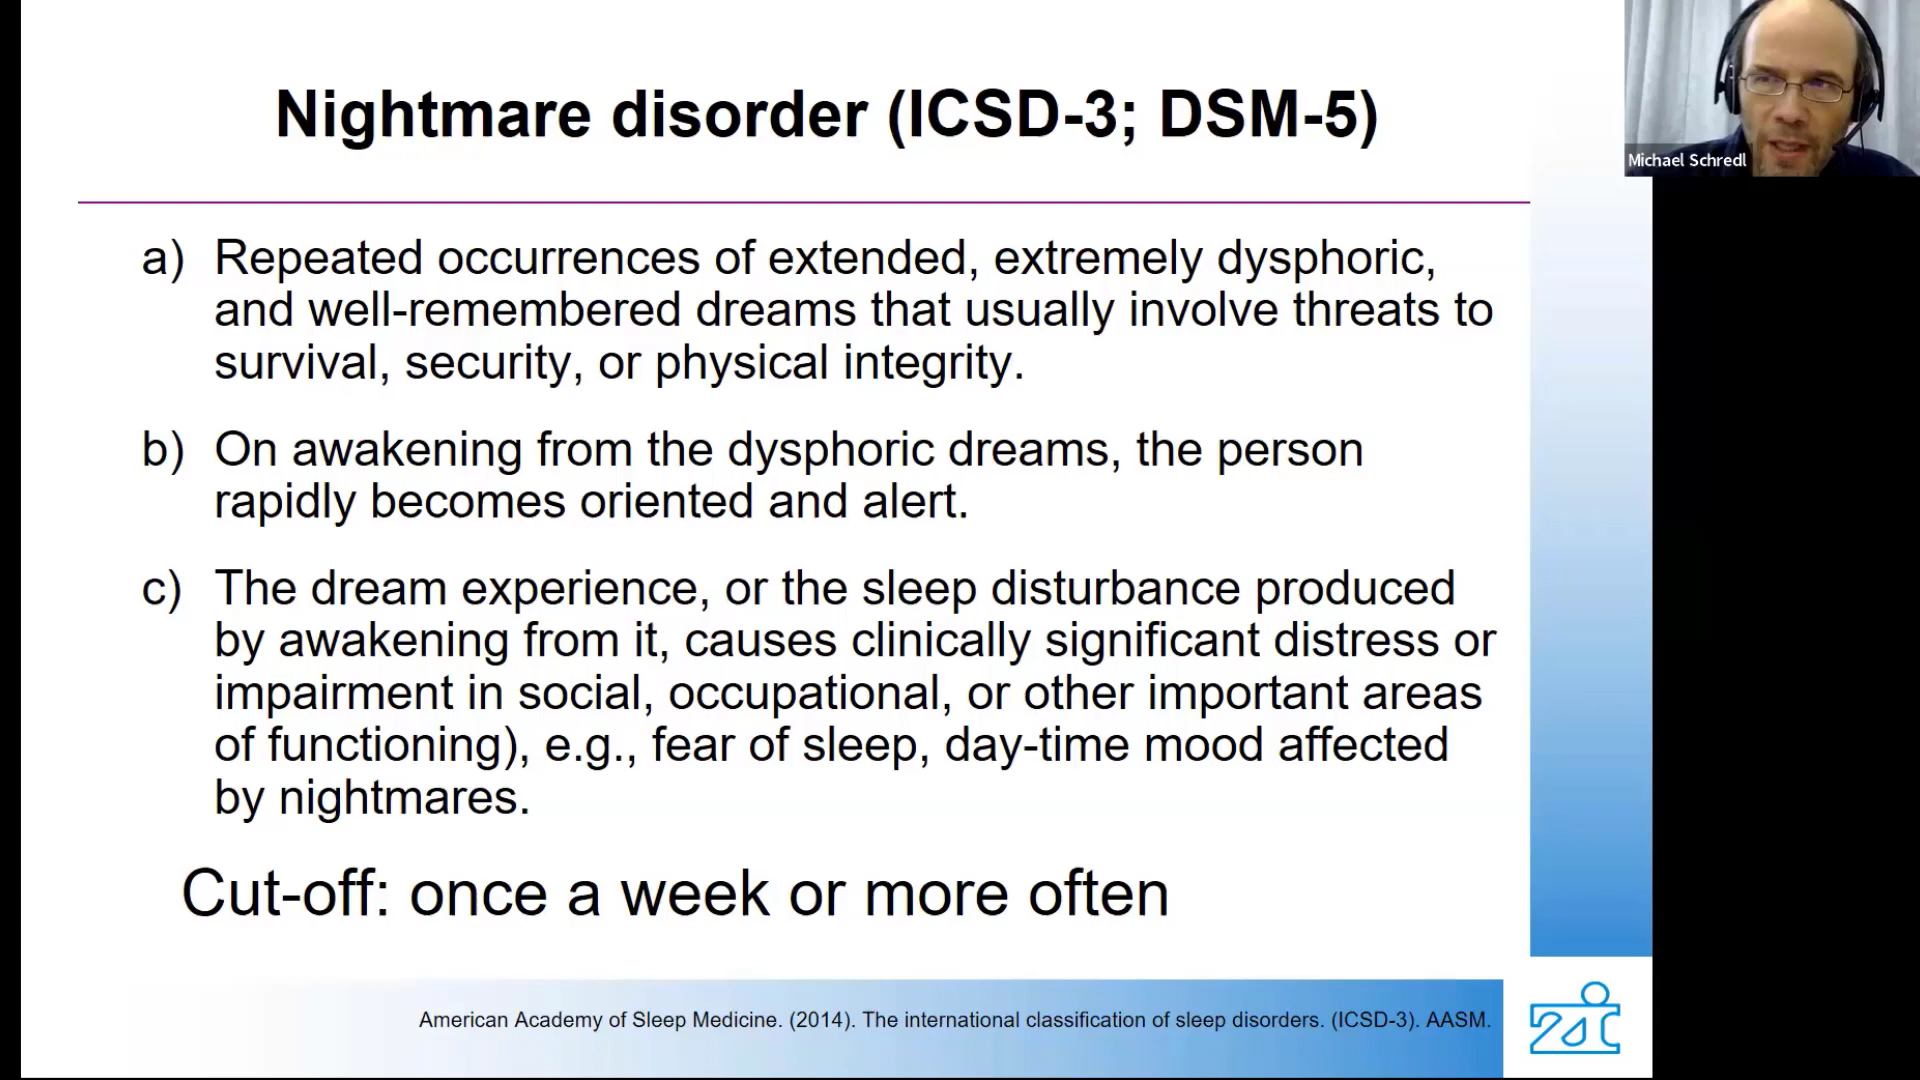 Nightmare disorder (ICSD-3; DSM-5)
Michael Schredl
a) Repeated occurrences of extended, extremely dysphoric,
and well-remembered dreams that usually involve threats to
survival, security, or physical integrity.
b) On awakening from the dysphoric dreams, the person
rapidly becomes oriented and alert.
c) The dream experience, or the sleep disturbance produced
by awakening from it, causes clinically significant distress or
impairment in social, occupational, or other important areas
of functioning), e.g., fear of sleep, day-time mood affected
by nightmares.
Cut-off: once a week or more often
American Academy of Sleep Medicine. (2014). The international classification of sleep disorders. (ICSD-3). AASM.
zi